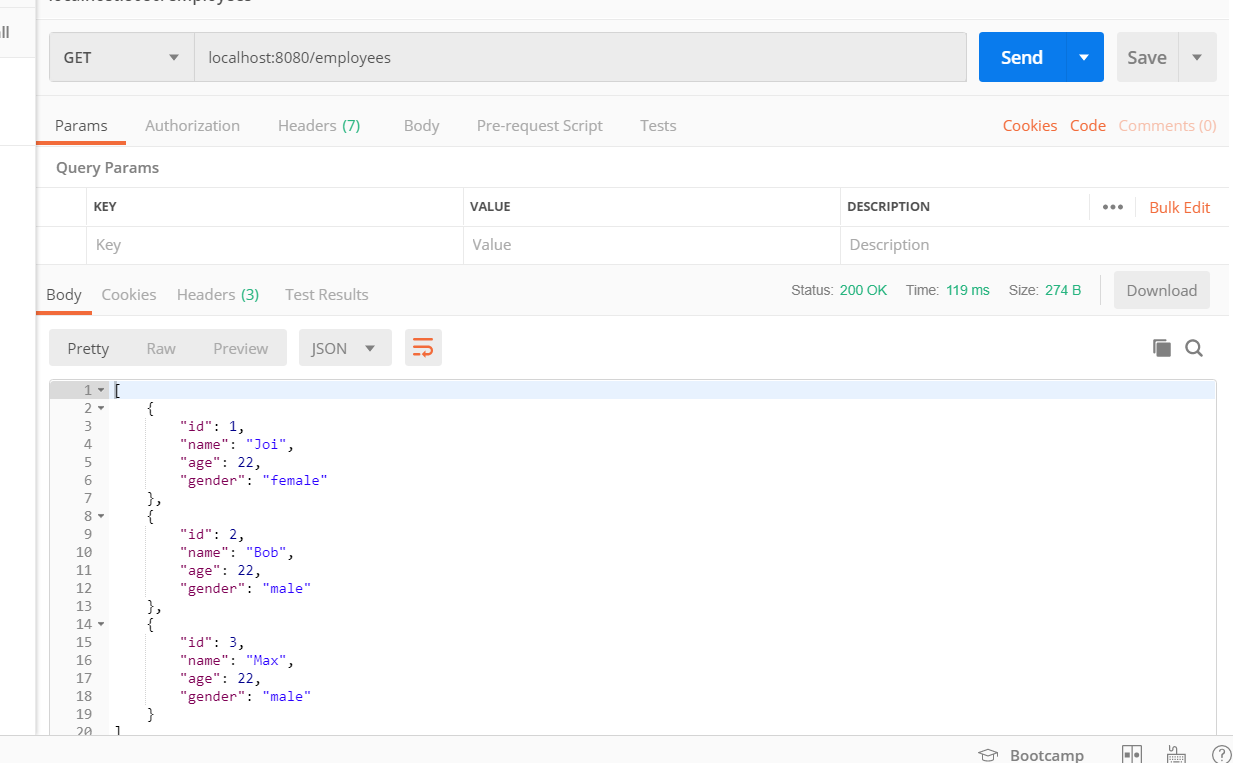 GET localhost:8080/employees Send Save
Params Authorization Headers (7) Body Pre-request Script Tests Cookies Code Comments (0)
Query Params
KEY VALUE DESCRIPTION ••• Bulk Edit
Key Value Description
Body Cookies Headers (3) Test Results Status: 200 OK Time: 119 ms Size: 274 B Download
Pretty Raw Preview JSON
1 [
2 {
3 "id": 1,
4 "name": "Joi",
5 "age": 22,
6 "gender": "female"
7 },
8 {
9 "id": 2,
10 "name": "Bob",
11 "age": 22,
12 "gender": "male"
13 },
14 {
15 "id": 3,
16 "name": "Max",
17 "age": 22,
18 "gender": "male"
19 }
20 ]
Bootcamp